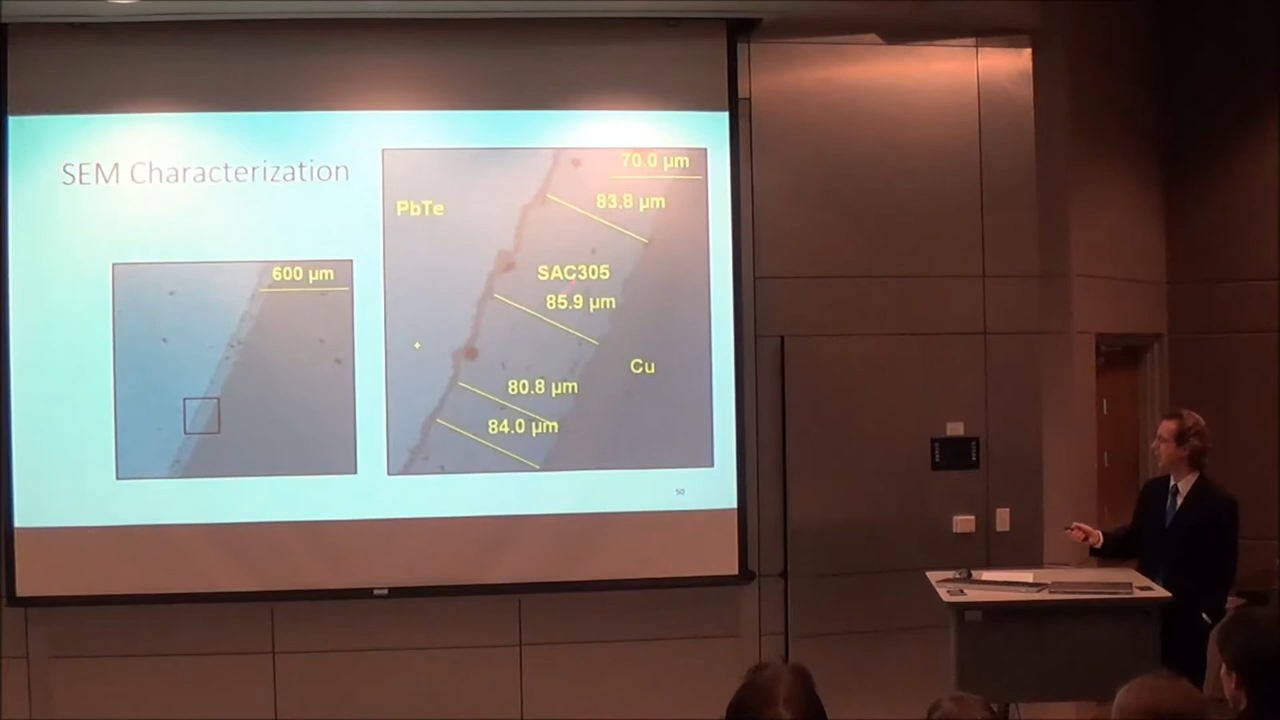 SEM Characterization
600 µm
70.0 µm
83.8 µm
PbTe
SAC305
85.9 µm
Cu
80.8 µm
84.0 µm
50